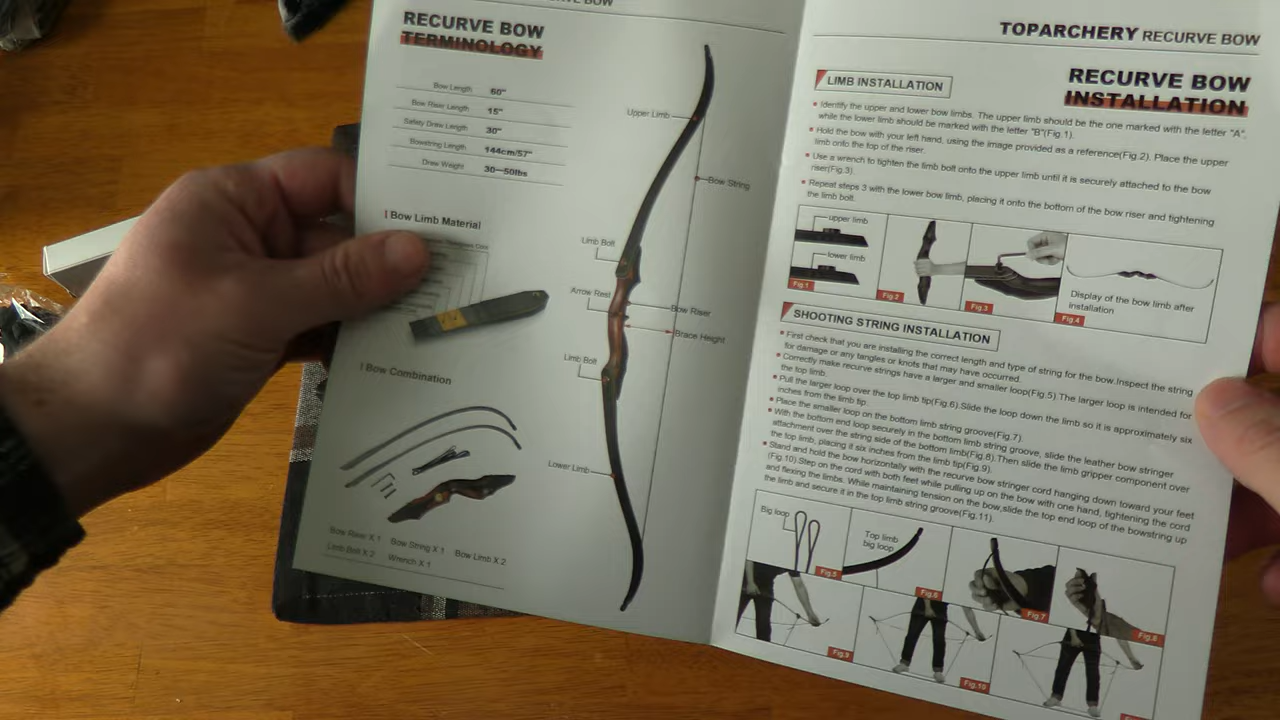 RVE BOW
RECURVE BOW
TERMINOLOGY
Bow Length 60"
Bow Riser Length 15"
Safety Draw Length 30"
Bowstring Length 144cm/57"
Draw Weight 30—50lbs
Bow Limb Material
Bow Combination
Bow Riser X 1 Bow String X 1 Bow Limb X 2
Limb Bolt X 2 Wrench X 1
Upper Limb
Bow String
Limb Bolt
Arrow Rest
Bow Riser
Brace Height
Limb Bolt
Lower Limb
TOPARCHERY RECURVE BOW
RECURVE BOW
INSTALLATION
LIMB INSTALLATION
Identify the upper and lower bow limbs. The upper limb should be the one marked with the letter "A",
while the lower limb should be marked with the letter "B"(Fig.1).
Hold the bow with your left hand, using the image provided as a reference(Fig.2). Place the upper
limb onto the top of the riser.
Use a wrench to tighten the limb bolt onto the upper limb until it is securely attached to the bow
riser(Fig.3).
Repeat steps 3 with the lower bow limb, placing it onto the bottom of the bow riser and tightening
the limb bolt.
upper limb
lower limb
Fig.1
Fig.2
Fig.3
Display of the bow limb after
installation
Fig.4
SHOOTING STRING INSTALLATION
First check that you are installing the correct length and type of string for the bow.Inspect the string
for damage or any tangles or knots that may have occurred.
Correctly make recurve strings have a larger and smaller loop(Fig.5).The larger loop is intended for
the top limb.
Pull the larger loop over the top limb tip(Fig.6).Slide the loop down the limb so it is approximately six
inches from the limb tip.
Place the smaller loop on the bottom limb string groove(Fig.7).
With the bottom end loop securely in the bottom limb string groove, slide the leather bow stringer
attachment over the string side of the bottom limb(Fig.8).Then slide the limb gripper component over
the top limb, placing it six inches from the limb tip(Fig.9).
Stand and hold the bow horizontally with the recurve bow stringer cord hanging down toward your feet
(Fig.10).Step on the cord with both feet while pulling up on the bow with one hand, tightening the cord
and flexing the limbs. While maintaining tension on the bow,slide the top end loop of the bowstring up
the limb and secure it in the top limb string groove(Fig.11).
Big loop
Fig.5
Top limb
big loop
Fig.6
Fig.7
Fig.8
Fig.9
Fig.10